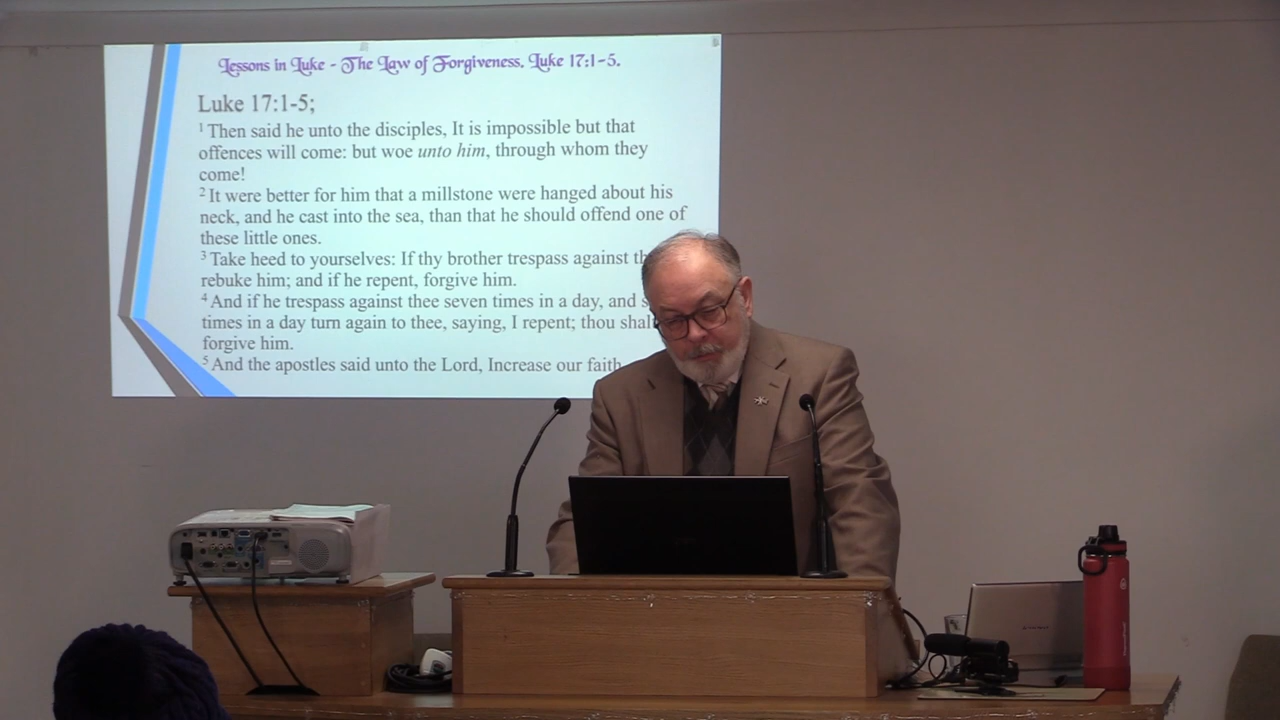 Lessons in Luke - The Law of Forgiveness. Luke 17:1-5.
Luke 17:1-5;
1 Then said he unto the disciples, It is impossible but that
offences will come: but woe unto him, through whom they
come!
2 It were better for him that a millstone were hanged about his
neck, and he cast into the sea, than that he should offend one of
these little ones.
3 Take heed to yourselves: If thy brother trespass against th
rebuke him; and if he repent, forgive him.
4 And if he trespass against thee seven times in a day, and s
times in a day turn again to thee, saying, I repent; thou shalt
forgive him.
5 And the apostles said unto the Lord, Increase our faith